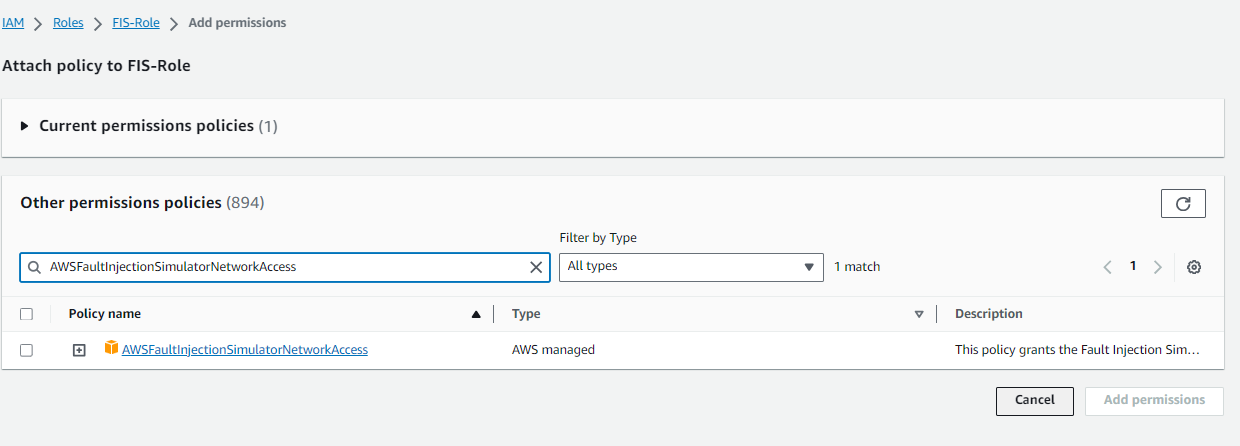 IAM > Roles > FIS-Role > Add permissions
Attach policy to FIS-Role
Current permissions policies (1)
Other permissions policies (894)
Filter by Type
AWSFaultInjectionSimulatorNetworkAccess All types 1 match 1
Policy name Type Description
AWSFaultInjectionSimulatorNetworkAccess AWS managed This policy grants the Fault Injection Sim...
Cancel Add permissions